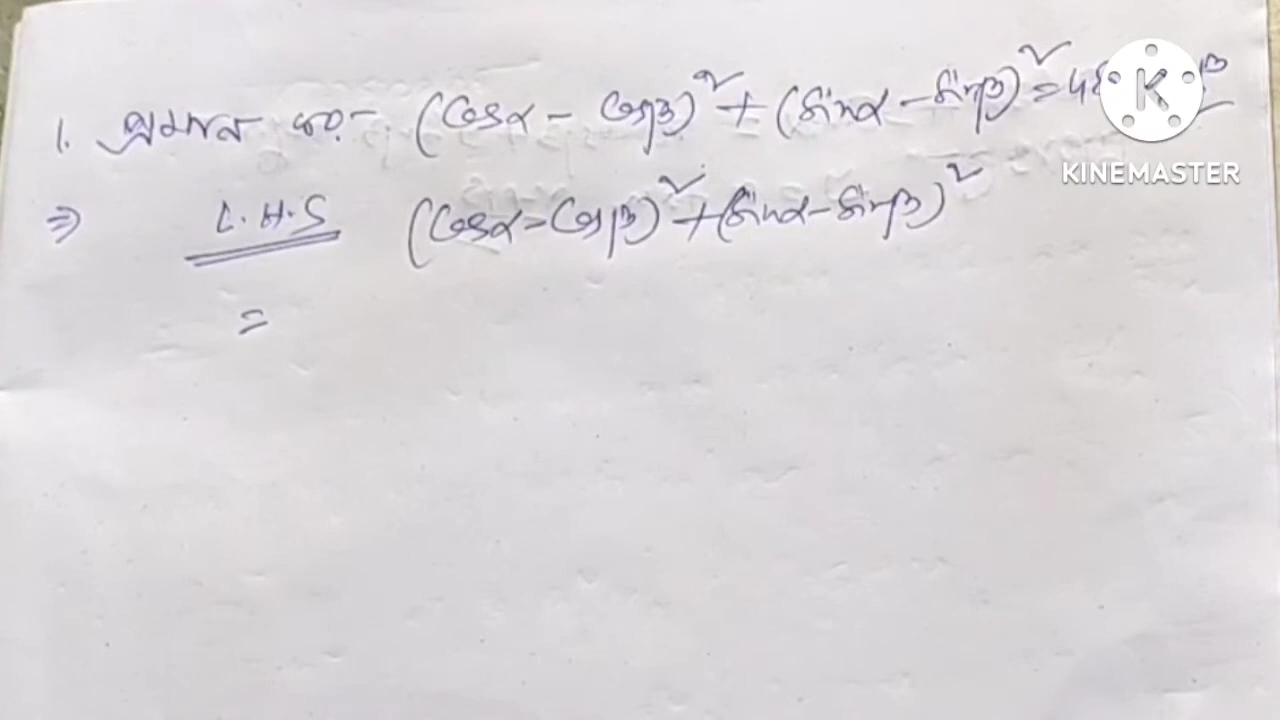 1. প্রমাণ কর- (Cosα - Cosβ)² + (Sinα - Sinβ)² = 4
KINEMASTER
⇒ L.H.S (Cosα - Cosβ)² + (Sinα - Sinβ)²
=